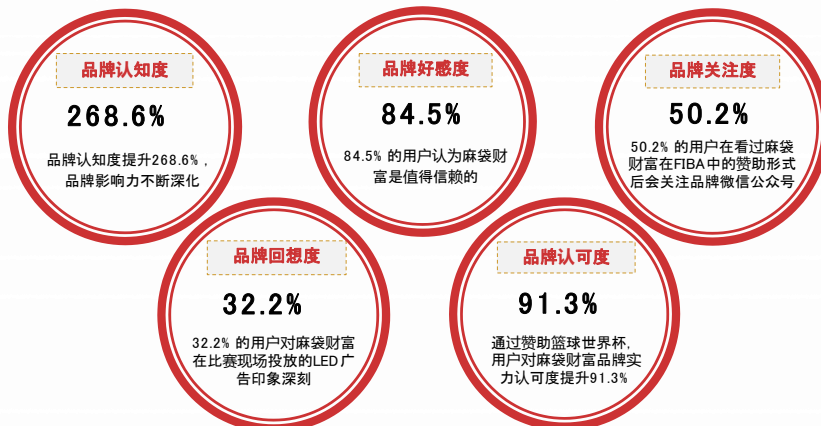 品牌认知度
268.6%
品牌认知度提升268.6%，
品牌影响力不断深化
品牌好感度
84.5%
84.5% 的用户认为麻袋财
富是值得信赖的
品牌关注度
50.2%
50.2% 的用户在看过麻袋
财富在FIBA中的赞助形式
后会关注品牌微信公众号
品牌回想度
32.2%
32.2% 的用户对麻袋财富
在比赛现场投放的LED广
告印象深刻
品牌认可度
91.3%
通过赞助篮球世界杯，
用户对麻袋财富品牌实
力认可度提升91.3%